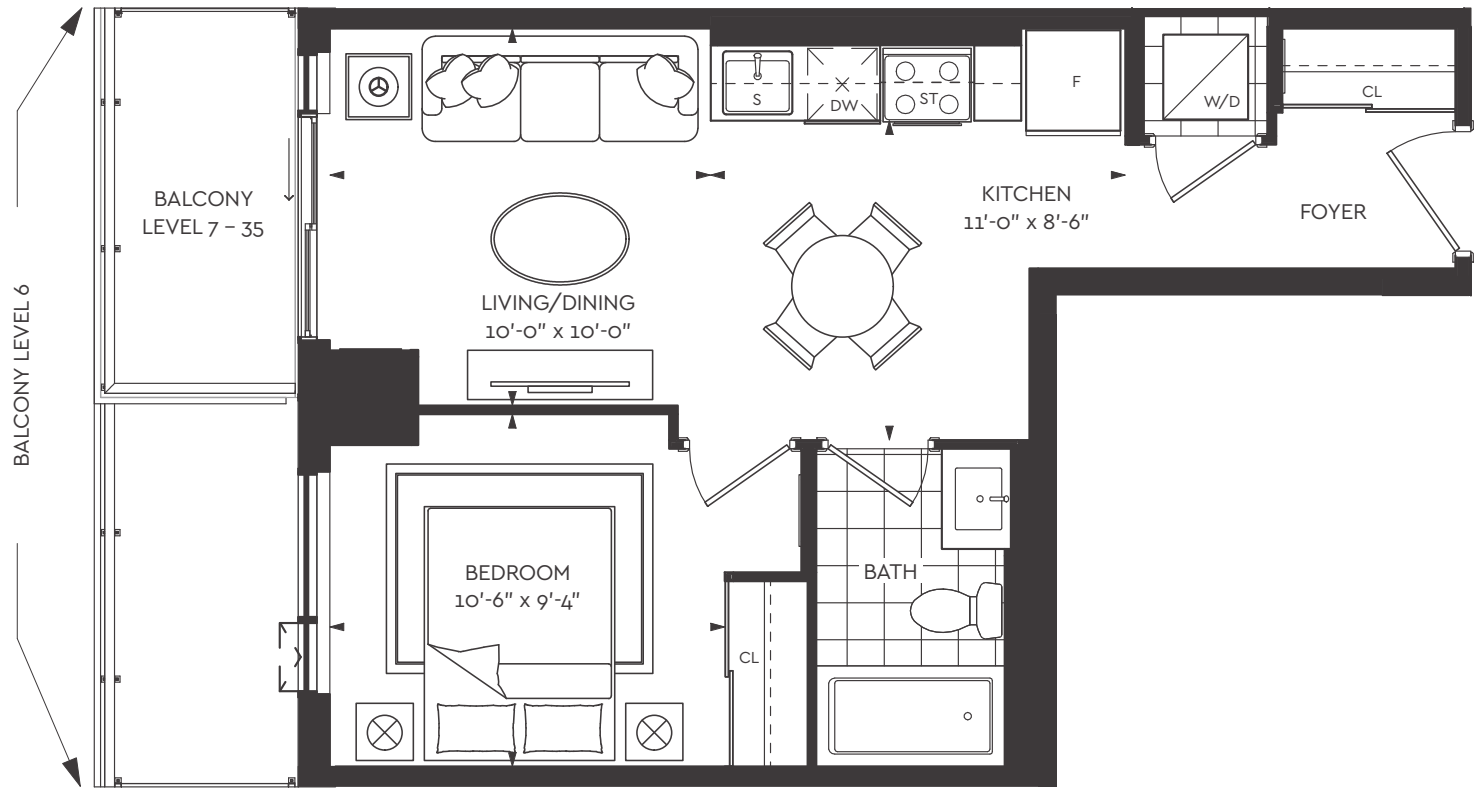 BALCONY LEVEL 6
BALCONY
LEVEL 7 – 35
S
DW
ST
F
W/D
CL
KITCHEN
11'-0" x 8'-6"
FOYER
LIVING/DINING
10'-0" x 10'-0"
BEDROOM
10'-6" x 9'-4"
BATH
CL